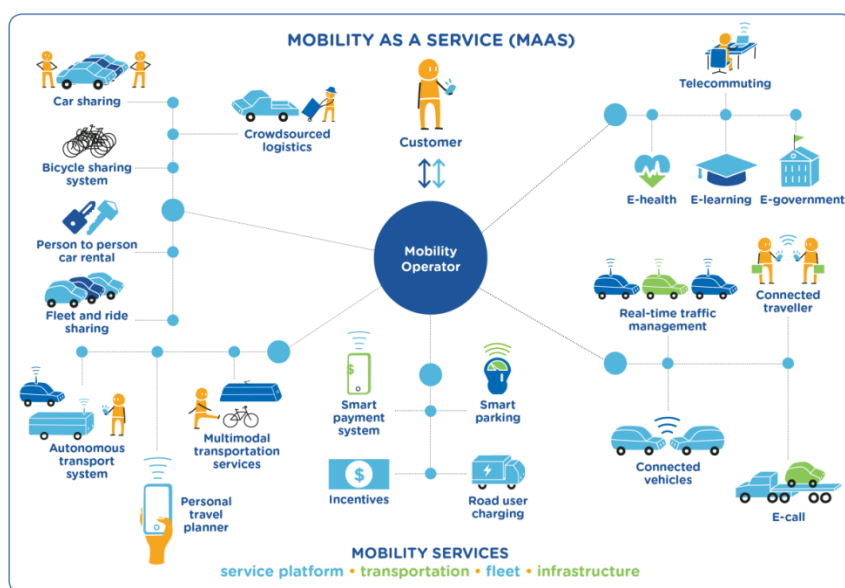 MOBILITY AS A SERVICE (MAAS)
Car sharing
Crowdsourced
logistics
Customer
Telecommuting
Bicycle sharing
system
E-health
E-learning
E-government
Person to person
car rental
Mobility
Operator
Fleet and ride
sharing
Real-time traffic
management
Connected
traveller
Autonomous
transport
system
Multimodal
transportation
services
$
Smart
payment
system
Smart
parking
Connected
vehicles
Personal
travel
planner
$
Incentives
Road user
charging
E-call
MOBILITY SERVICES
service platform • transportation • fleet • infrastructure